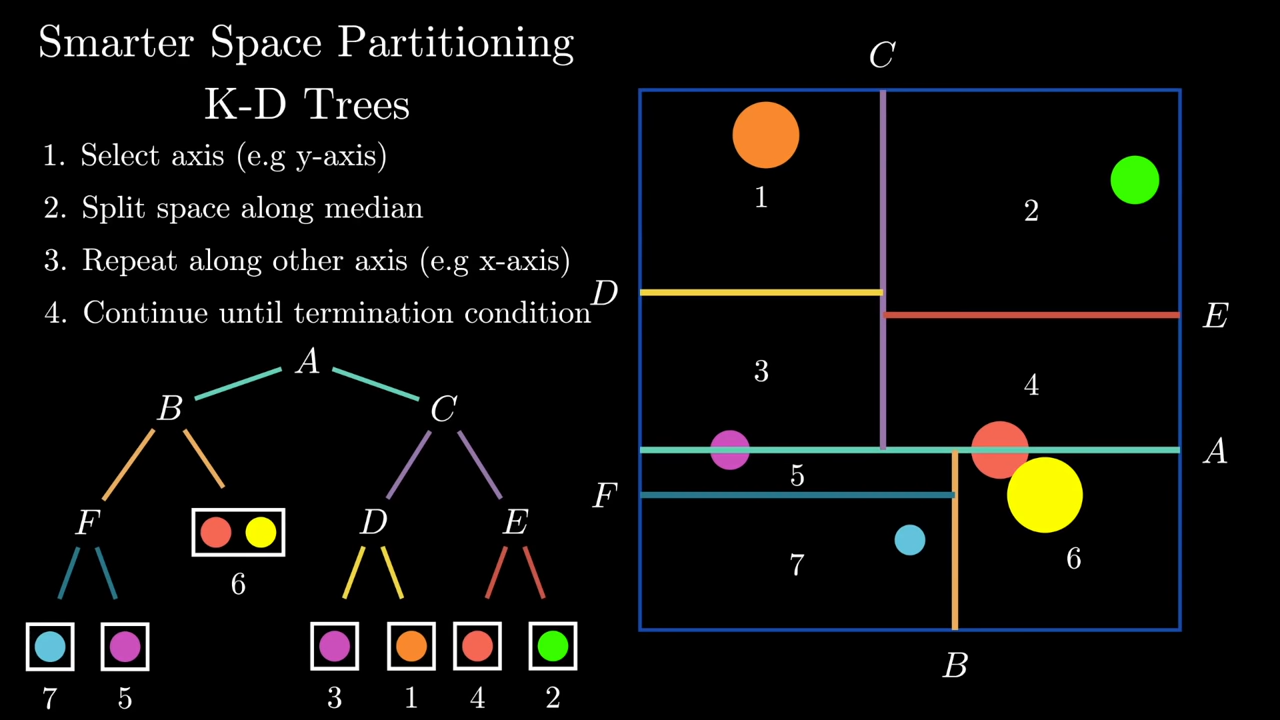 Smarter Space Partitioning
K-D Trees
1. Select axis (e.g y-axis)
2. Split space along median
3. Repeat along other axis (e.g x-axis)
4. Continue until termination condition
A
B
C
F
D
E
6
7
5
3
1
4
2
C
1
2
D
E
3
4
A
5
F
7
6
B